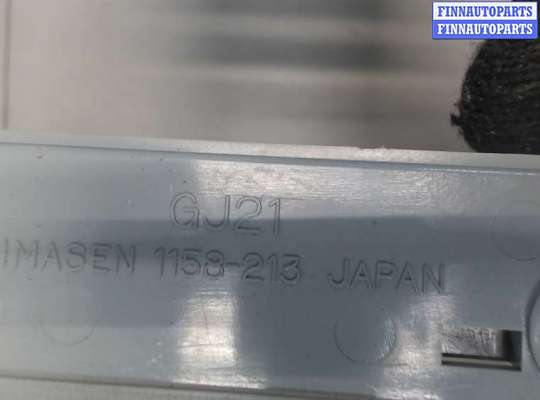 FINNAUTOPARTS
FINNAUTOPARTS
GJ21
IMASEN 1158-213 JAPAN